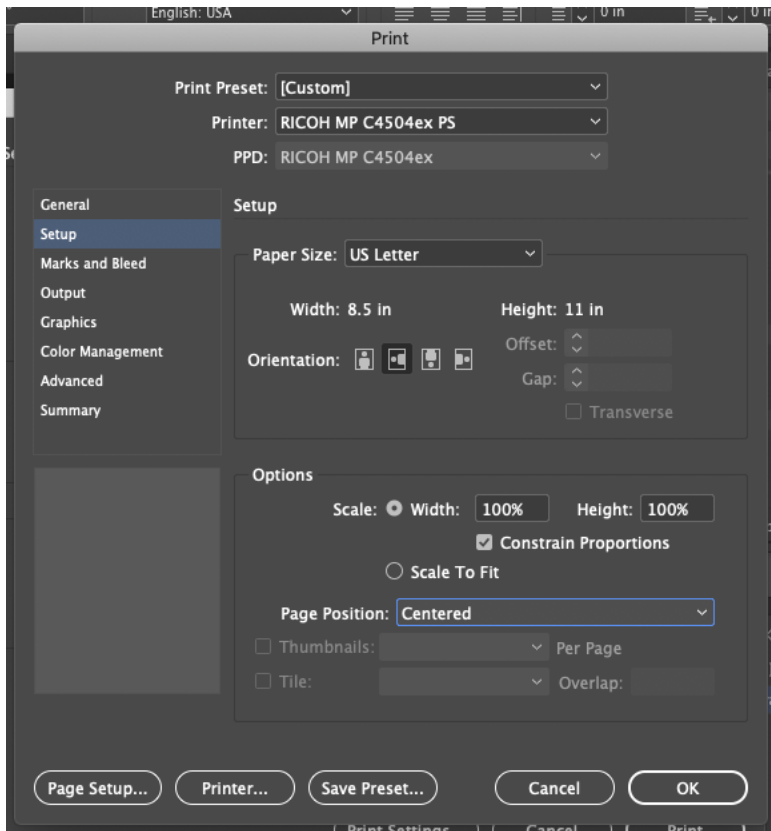 English: USA
0 in
Print
Print Preset: [Custom]
Printer: RICOH MP C4504ex PS
PPD: RICOH MP C4504ex
General
Setup
Marks and Bleed
Output
Graphics
Color Management
Advanced
Summary
Setup
Paper Size: US Letter
Width: 8.5 in Height: 11 in
Orientation: Offset:
Gap:
Transverse
Options
Scale: Width: 100% Height: 100%
Constrain Proportions
Scale To Fit
Page Position: Centered
Thumbnails: Per Page
Tile: Overlap:
Page Setup... Printer... Save Preset... Cancel OK
Print Settings Cancel Print